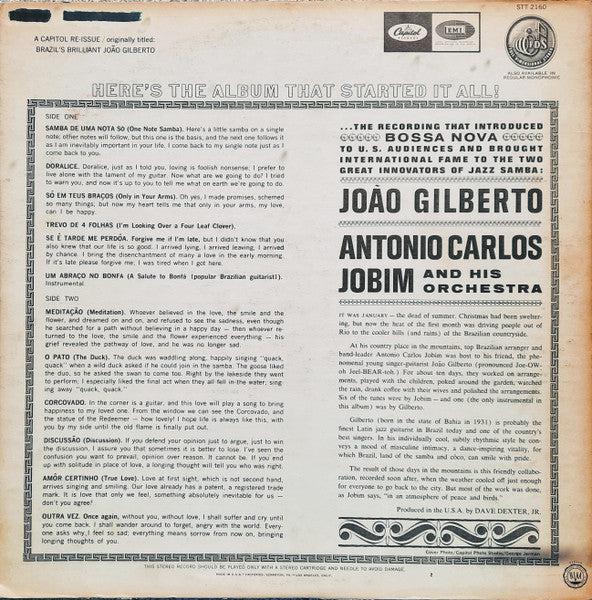 STT 2160
A CAPITOL RE-ISSUE / originally titled:
BRAZIL'S BRILLIANT JOÃO GILBERTO
Capitol
EMI
ALSO AVAILABLE IN
REGULAR MONOPHONIC
HERE'S THE ALBUM THAT STARTED IT ALL!
SIDE ONE
SAMBA DE UMA NOTA SO (One Note Samba). Here's a little samba on a single
note; other notes will follow, but this one is the basis, and the next one follows it
as I am inevitably important in your life. I come back to my single note just as I
come back to you.
DORALICE. Doralice, just as I told you, loving is foolish nonsense; I prefer to
live alone with the lament of my guitar. Now what are we going to do? I tried
to warn you, and now it's up to you to tell me what on earth we're going to do.
SÓ EM TEUS BRAÇOS (Only in Your Arms). Oh yes, I made promises, schemed
so many things; but now my heart tells me that only in your arms, my love,
can I be happy.
TREVO DE 4 FOLHAS (I'm Looking Over a Four Leaf Clover).
SE É TARDE ME PERDÔA. Forgive me if I'm late, but I didn't know that you
also knew that our life is so good. I arrived lying, I arrived leaving, I arrived
by chance. I bring the disenchantment of many a love in the early morning.
If it's late please forgive me; I was tired when I got here.
UM ABRAÇO NO BONFÁ (A Salute to Bonfá [popular Brazilian guitarist]).
Instrumental.
SIDE TWO
MEDITAÇÃO (Meditation). Whoever believed in the love, the smile and the
flower, and dreamed on and on, and refused to see the sadness, even though
he searched for a path without believing in a happy day — then whoever re-
turned to the love, the smile and the flower experienced everything — his
grief revealed the pathway of love, and he was no longer sad.
O PATO (The Duck). The duck was waddling along, happily singing "quack,
quack" when a wild duck asked if he could join in the samba. The goose liked
the duo, so he asked the swan to come too. Right by the lakeside they went
to perform; I especially liked the final act when they all fell in the water, sing-
ing away "quack, quack."
CORCOVADO. In the corner is a guitar, and this love will play a song to bring
happiness to my loved one. From the window we can see the Corcovado, and
the statue of the Redeemer — how lovely! I hope life is always like this, with
you by my side until the old flame is finally put out.
DISCUSSÃO (Discussion). If you defend your opinion just to argue, just to win
the discussion, I assure you that sometimes it is better to lose. I've seen the
confusion you want to prevail, opinion over reason. It cannot be. If you end
up with solitude in place of love, a longing thought will tell you who was right.
AMÔR CERTINHO (True Love). Love at first sight, which is not second hand,
arrives singing and smiling. Our love already has a patent, a registered trade
mark. It is love that only we feel, something absolutely inevitable for us —
don't you agree!
OUTRA VEZ. Once again, without you, without love, I shall suffer and cry until
you come back. I shall wander around to forget, angry with the world. Every-
one asks why I feel so sad; everything means sorrow from now on, bringing
longing thoughts of you.
...THE RECORDING THAT INTRODUCED
BOSSA NOVA
TO U.S. AUDIENCES AND BROUGHT
INTERNATIONAL FAME TO THE TWO
GREAT INNOVATORS OF JAZZ SAMBA:
JOÃO GILBERTO
ANTONIO CARLOS
JOBIM AND HIS
ORCHESTRA
IT WAS JANUARY — the dead of summer. Christmas had been swelter-
ing, but now the heat of the first month was driving people out of
Rio to the cooler hills (and rains) of the Brazilian countryside.
At his country place in the mountains, top Brazilian arranger and
band-leader Antonio Carlos Jobim was host to his friend, the phe-
nomenal young singer-guitarist João Gilberto (pronounced Joe-OW-
oh Jeel-BEAR-toh.) For about ten days, they worked on arrange-
ments, played with the children, poked around the garden, watched
the rain, drank coffee with their wives and polished the arrangements.
Six of the tunes were by Jobim — and one (the only instrumental in
this album) was by Gilberto.
Gilberto (born in the state of Bahia in 1931) is probably the
finest Latin jazz guitarist in Brazil today and one of the country's
best singers. In his individually cool, subtly rhythmic style he con-
veys a mood of masculine intimacy, a dance-inspiring vitality, for
which Brazil, land of the samba and côco, can smile with pride.
The result of those days in the mountains is this friendly collabo-
ration, recorded soon after, when the weather cooled off just enough
for everyone to go back to the city. But most of the work was done,
as Jobim says, "in an atmosphere of peace and birds."
Produced in the U.S.A. by DAVE DEXTER, JR.
Cover Photo/Capitol Photo Studio/George Jerman
THIS STEREO RECORD SHOULD BE PLAYED ONLY WITH A STEREO CARTRIDGE AND NEEDLE TO AVOID DAMAGE.